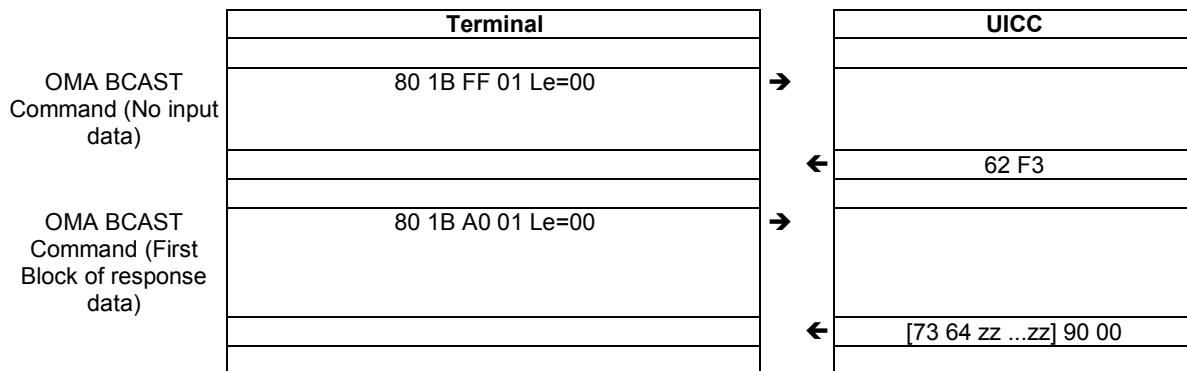 Terminal UICC
OMA BCAST
Command (No input
data)
80 1B FF 01 Le=00 ➔
🡨 62 F3
OMA BCAST
Command (First
Block of response
data)
80 1B A0 01 Le=00 ➔
🡨 [73 64 zz ...zz] 90 00